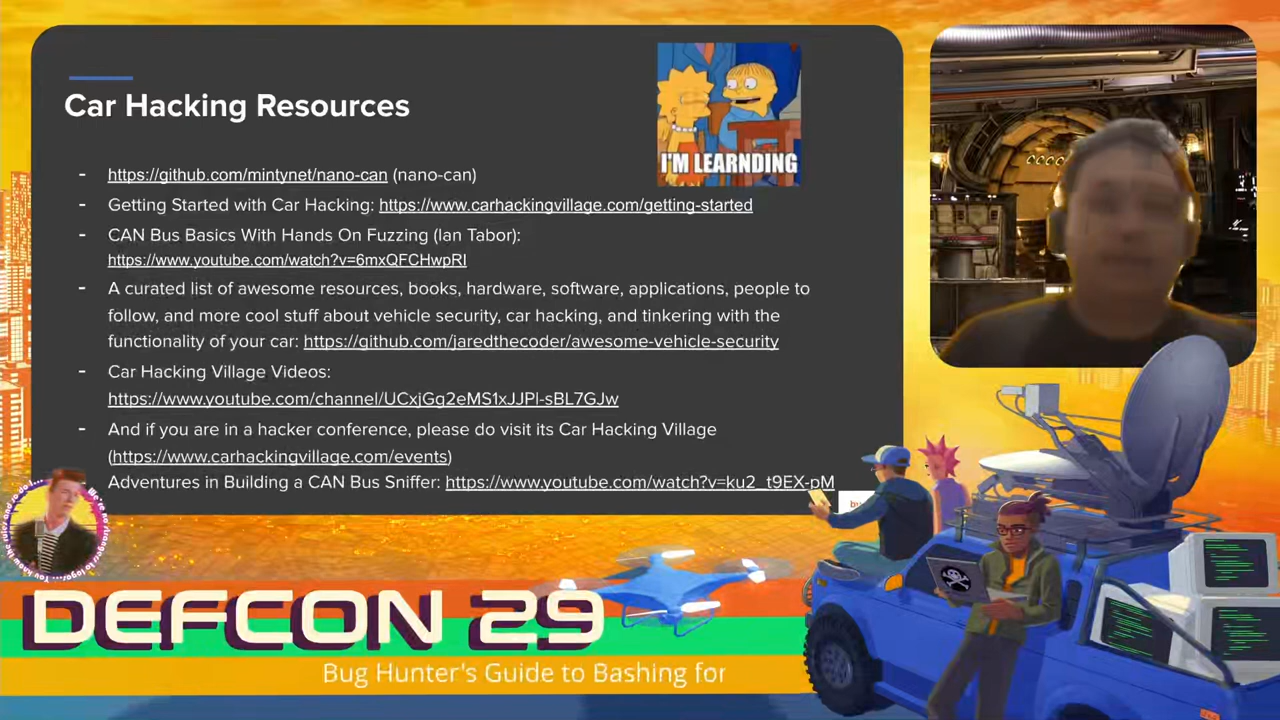 Car Hacking Resources
I'M LEARNDING
- https://github.com/mintynet/nano-can (nano-can)
- Getting Started with Car Hacking: https://www.carhackingvillage.com/getting-started
- CAN Bus Basics With Hands On Fuzzing (Ian Tabor):
https://www.youtube.com/watch?v=6mxQFCHwpRI
- A curated list of awesome resources, books, hardware, software, applications, people to
follow, and more cool stuff about vehicle security, car hacking, and tinkering with the
functionality of your car: https://github.com/jaredthecoder/awesome-vehicle-security
- Car Hacking Village Videos:
https://www.youtube.com/channel/UCxjGg2eMS1xJJPl-sBL7GJw
- And if you are in a hacker conference, please do visit its Car Hacking Village
(https://www.carhackingvillage.com/events)
Adventures in Building a CAN Bus Sniffer: https://www.youtube.com/watch?v=ku2_t9EX-pM
DEFCON 29
Bug Hunter's Guide to Bashing for